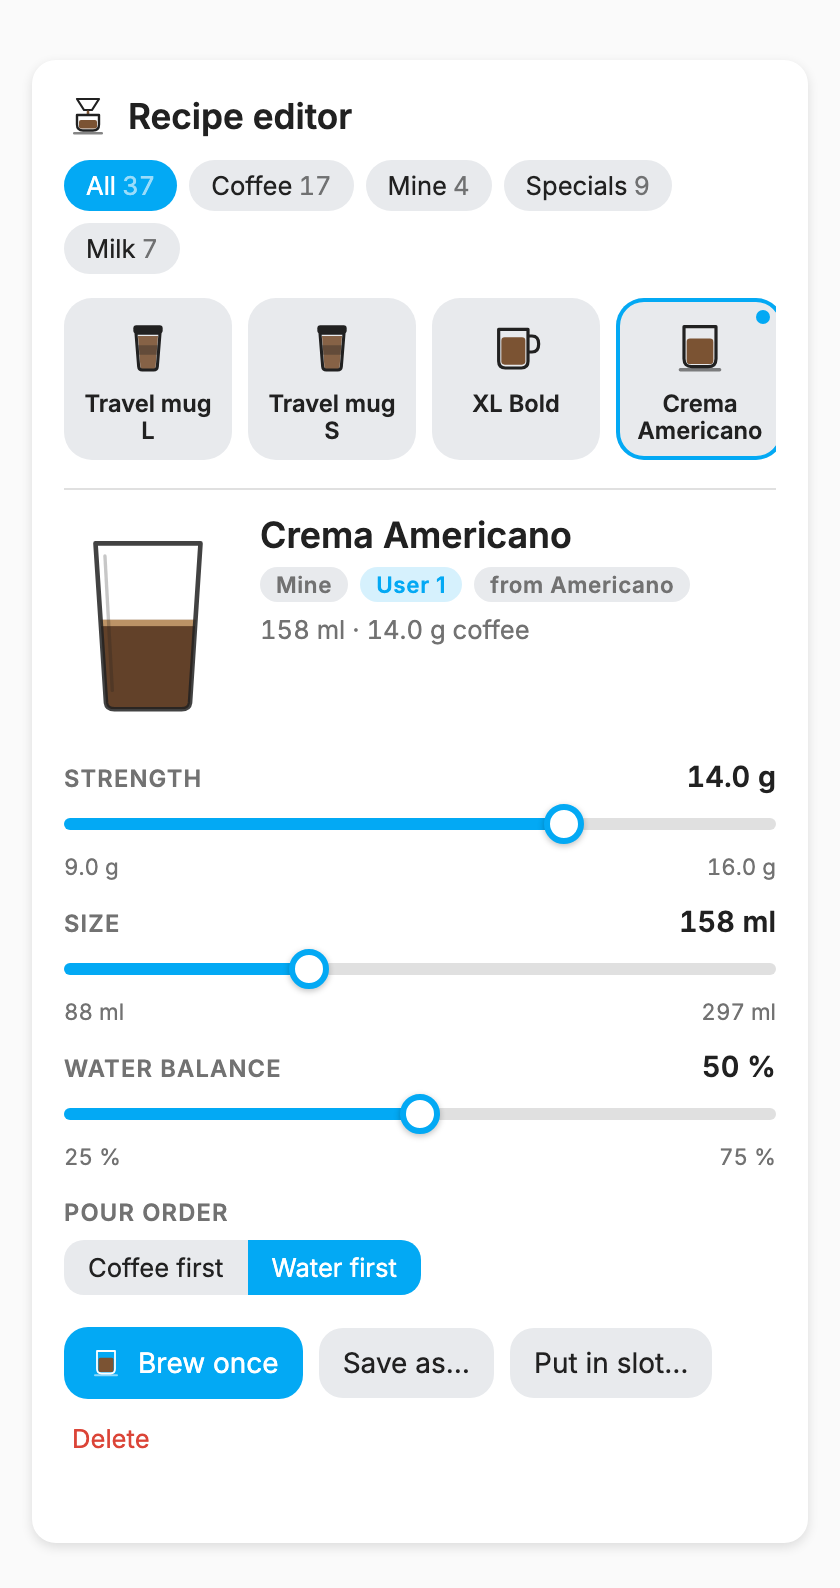 Recipe editor
All 37 Coffee 17 Mine 4 Specials 9
Milk 7
Travel mug L
Travel mug S
XL Bold
Crema Americano
Crema Americano
Mine User 1 from Americano
158 ml · 14.0 g coffee
STRENGTH 14.0 g
9.0 g 16.0 g
SIZE 158 ml
88 ml 297 ml
WATER BALANCE 50 %
25 % 75 %
POUR ORDER
Coffee first Water first
Brew once Save as... Put in slot...
Delete